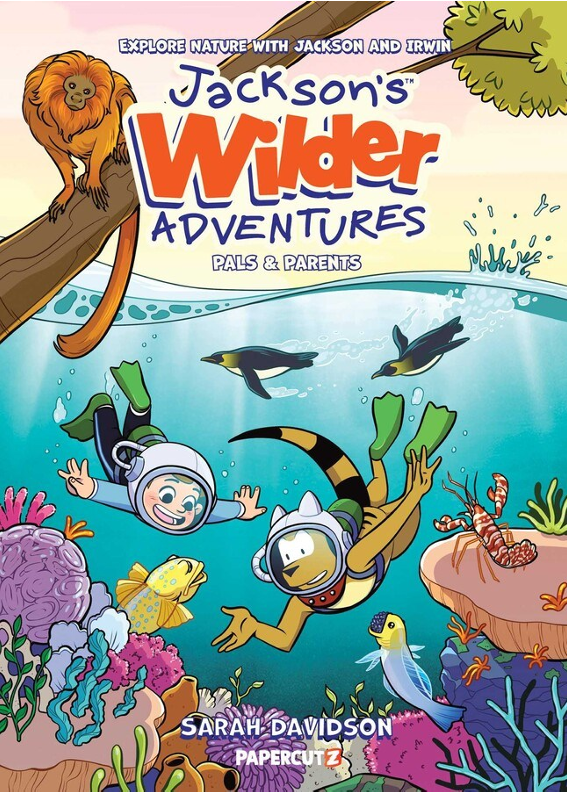 EXPLORE NATURE WITH JACKSON AND IRWIN
Jackson's™
Wilder
ADVENTURES
PALS & PARENTS
SARAH DAVIDSON
PAPERCUTZ